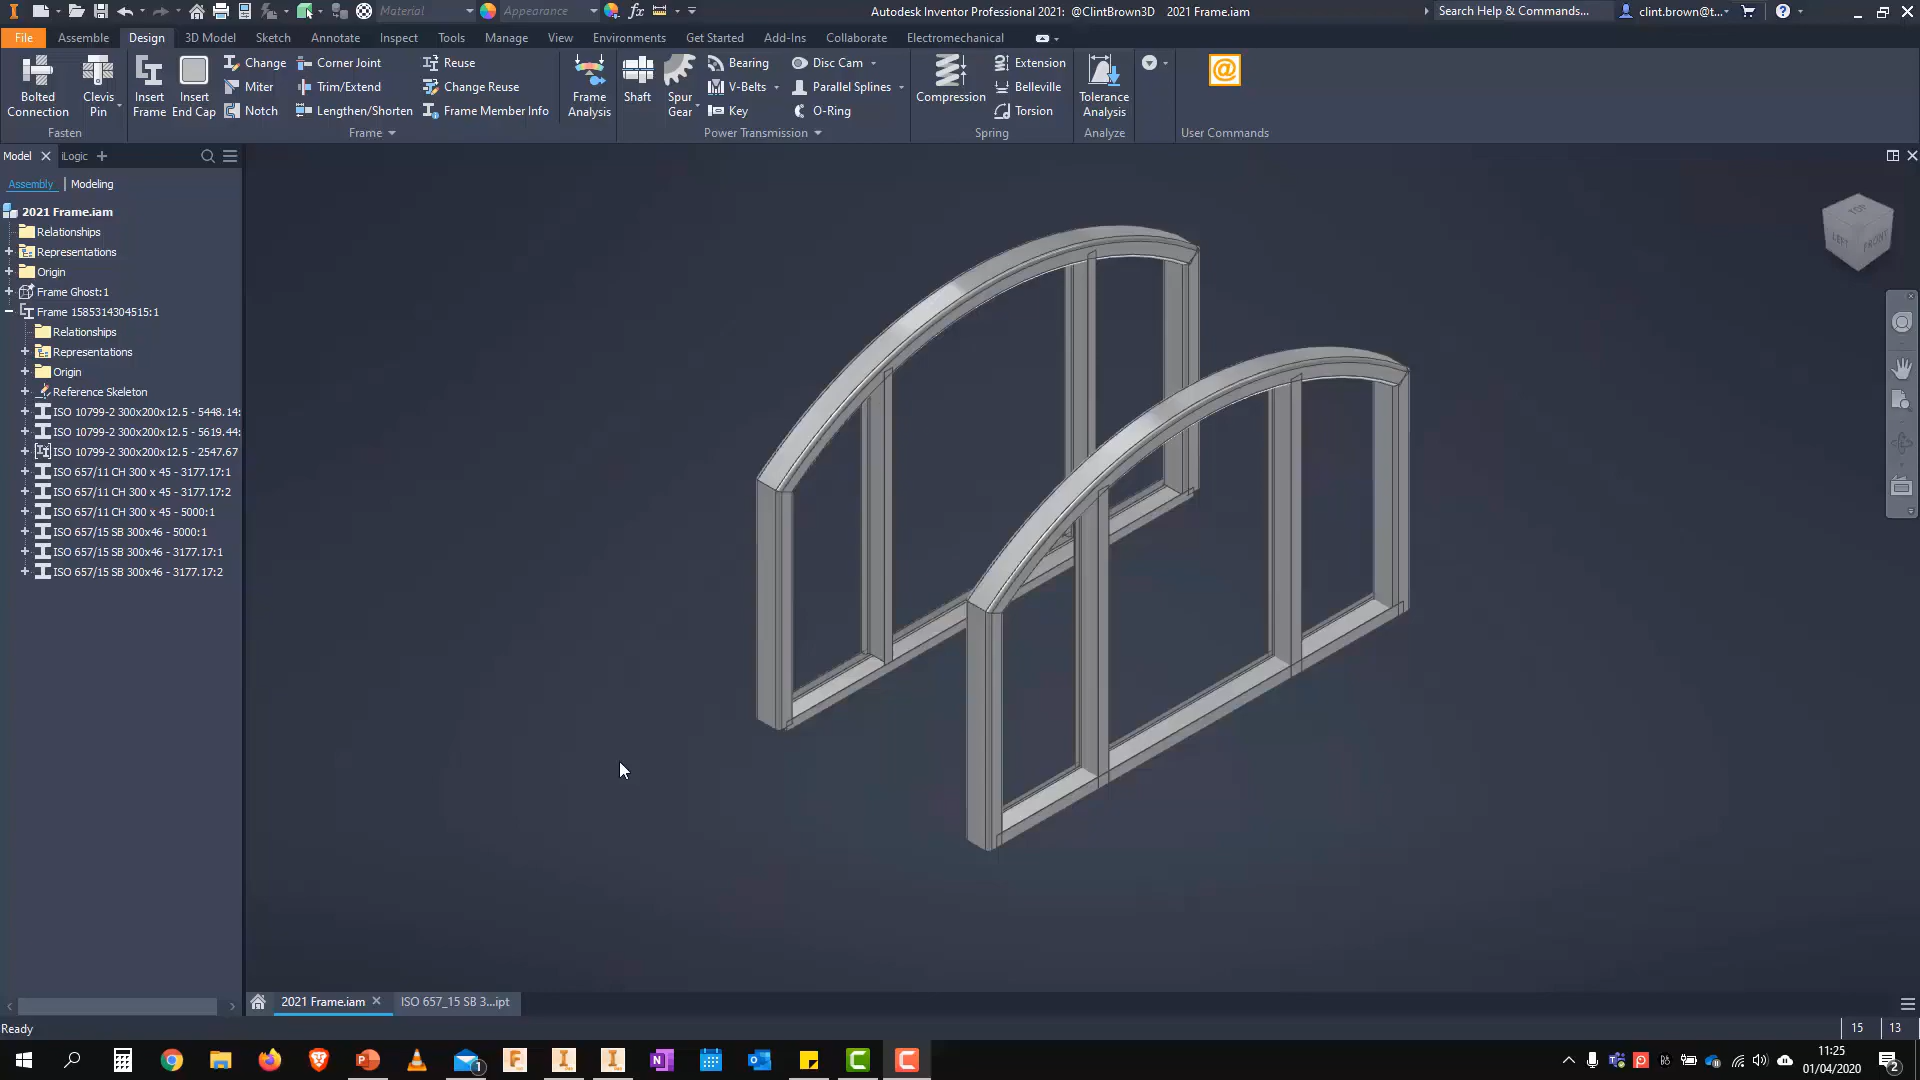 Material
Appearance
Autodesk Inventor Professional 2021: @ClintBrown3D 2021 Frame.iam
Search Help & Commands...
clint.brown@t...
File Assemble Design 3D Model Sketch Annotate Inspect Tools Manage View Environments Get Started Add-Ins Collaborate Electromechanical
Bolted Connection
Clevis Pin
Fasten
Insert Frame
Insert End Cap
Change
Miter
Notch
Corner Joint
Trim/Extend
Lengthen/Shorten
Reuse
Change Reuse
Frame Member Info
Frame
Frame Analysis
Shaft
Spur Gear
Bearing
V-Belts
Key
Disc Cam
Parallel Splines
O-Ring
Power Transmission
Compression
Extension
Belleville
Torsion
Spring
Tolerance Analysis
Analyze
@
User Commands
Model
iLogic
Assembly | Modeling
2021 Frame.iam
Relationships
Representations
Origin
Frame Ghost:1
Frame 1585314304515:1
Relationships
Representations
Origin
Reference Skeleton
ISO 10799-2 300x200x12.5 - 5448.14:
ISO 10799-2 300x200x12.5 - 5619.44:
ISO 10799-2 300x200x12.5 - 2547.67
ISO 657/11 CH 300 x 45 - 3177.17:1
ISO 657/11 CH 300 x 45 - 3177.17:2
ISO 657/11 CH 300 x 45 - 5000:1
ISO 657/15 SB 300x46 - 5000:1
ISO 657/15 SB 300x46 - 3177.17:1
ISO 657/15 SB 300x46 - 3177.17:2
TOP
LEFT
FRONT
2021 Frame.iam
ISO 657_15 SB 3...ipt
Ready
15
13
11:25
01/04/2020